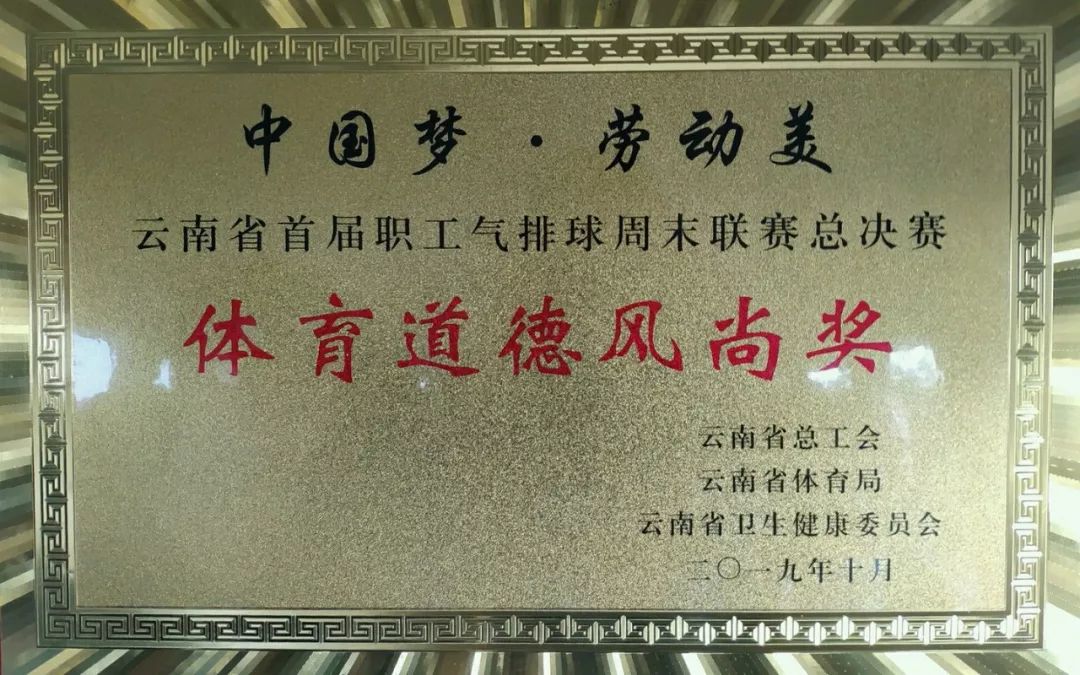 中国梦·劳动美
云南省首届职工气排球周末联赛总决赛
体育道德风尚奖
云南省总工会
云南省体育局
云南省卫生健康委员会
二〇一九年十月